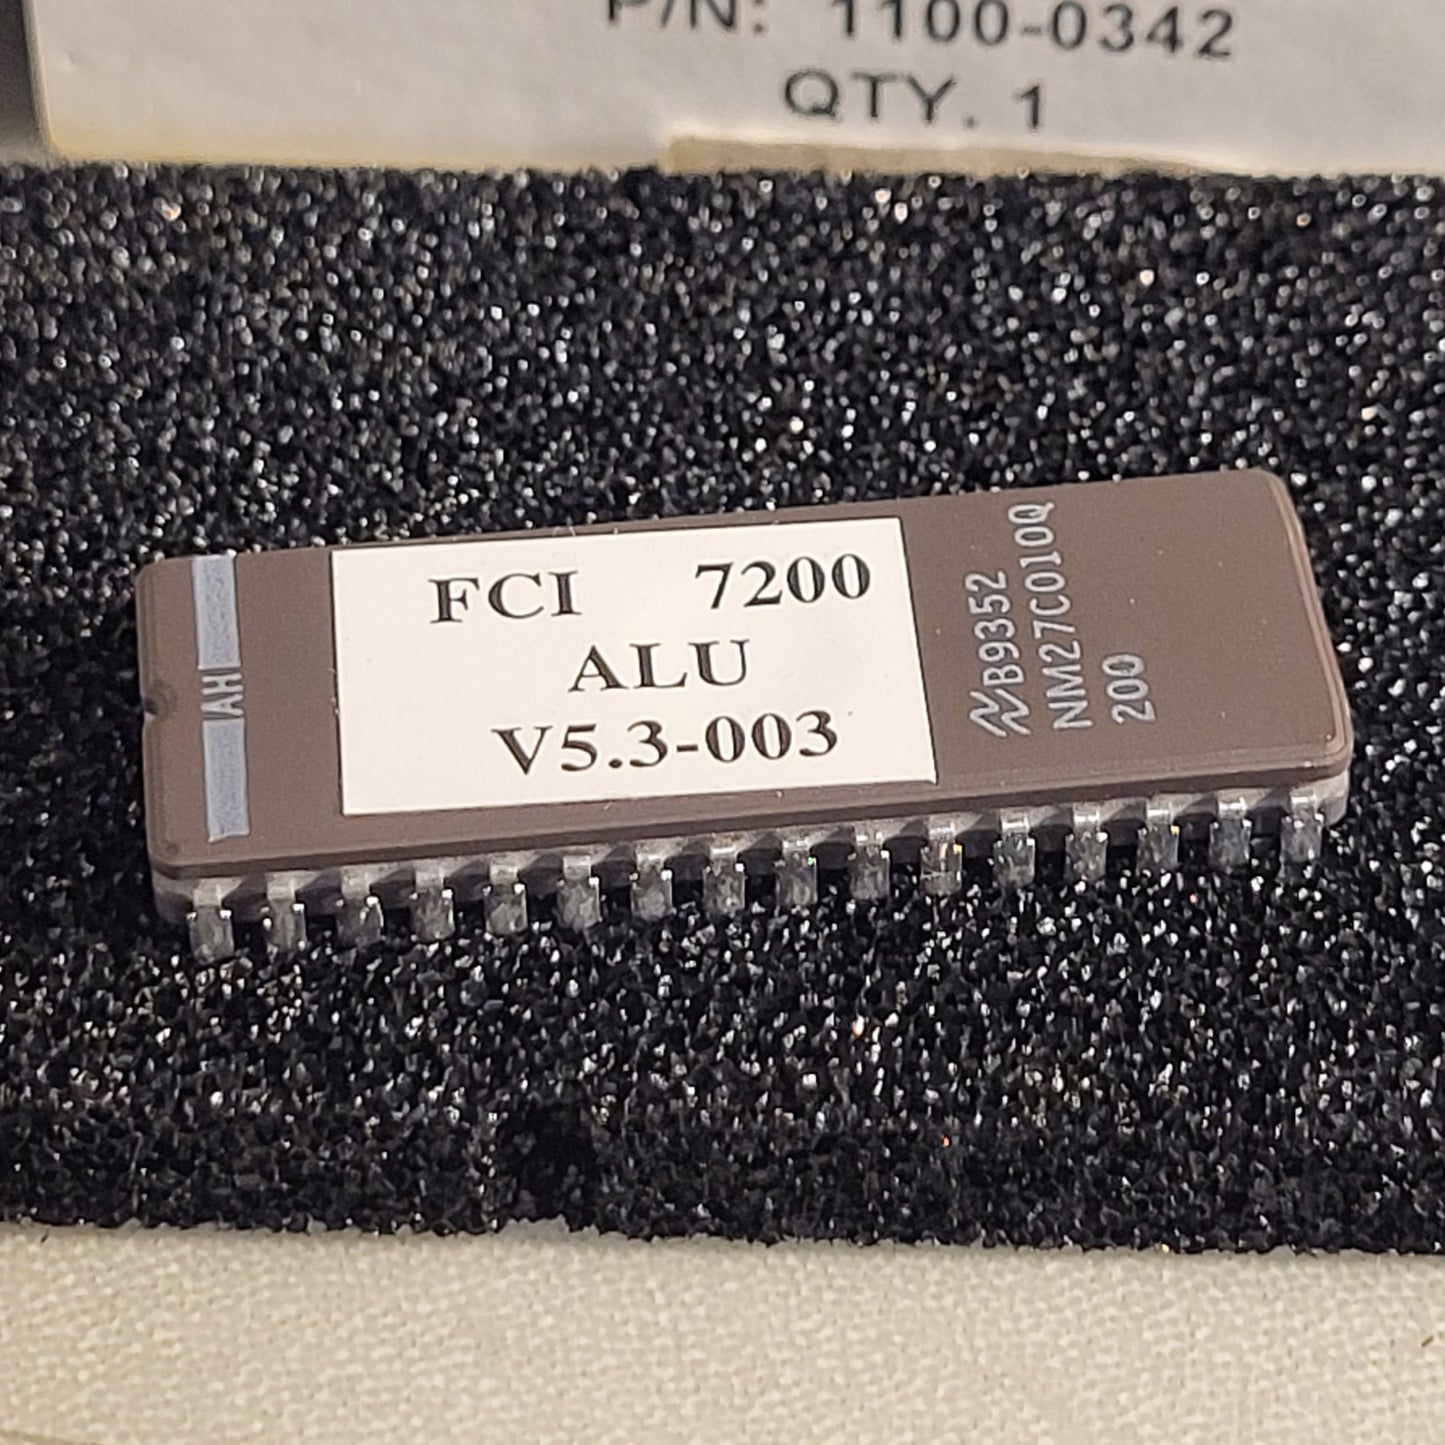 P/N: 1100-0342
QTY. 1
AH
FCI 7200
ALU
V5.3-003
B9352
NM27C010Q
200